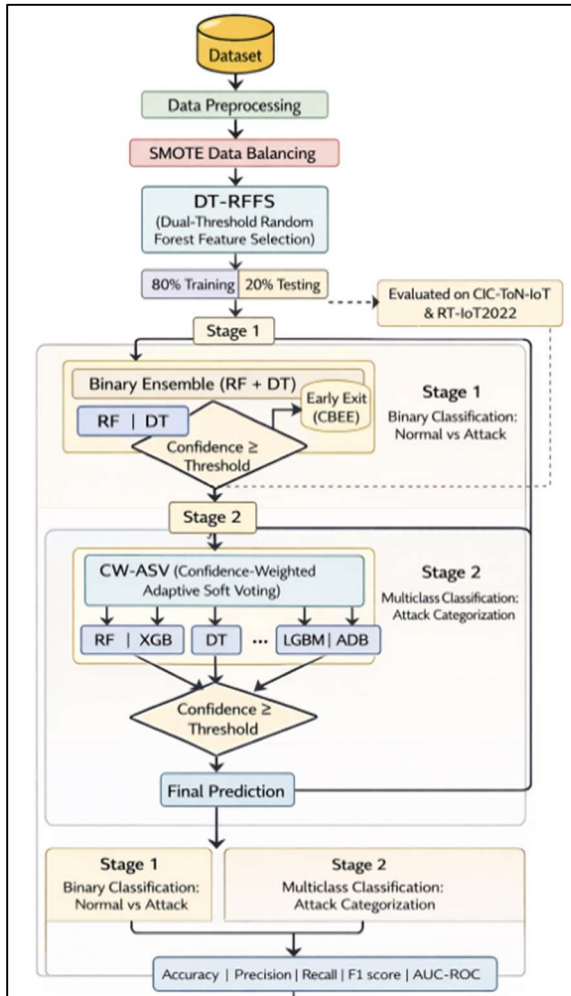 Dataset
Data Preprocessing
SMOTE Data Balancing
DT-RFFS
(Dual-Threshold Random
Forest Feature Selection)
80% Training
20% Testing
Evaluated on CIC-ToN-IoT
& RT-IoT2022
Stage 1
Binary Ensemble (RF + DT)
Early Exit
(CBEE)
RF | DT
Confidence ≥
Threshold
Stage 1
Binary Classification:
Normal vs Attack
Stage 2
CW-ASV (Confidence-Weighted
Adaptive Soft Voting)
RF | XGB
DT
...
LGBM | ADB
Stage 2
Multiclass Classification:
Attack Categorization
Confidence ≥
Threshold
Final Prediction
Stage 1
Binary Classification:
Normal vs Attack
Stage 2
Multiclass Classification:
Attack Categorization
Accuracy | Precision | Recall | F1 score | AUC-ROC